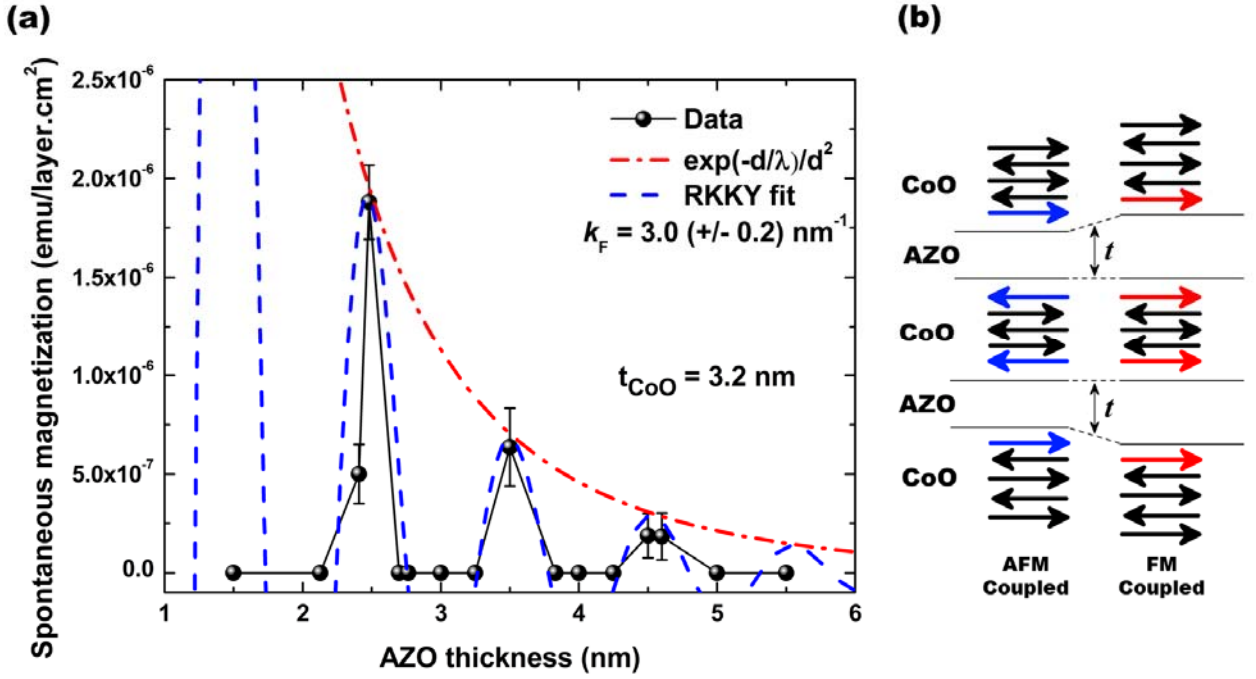 (a)
Spontaneous magnetization (emu/layer.cm²)
2.5x10⁻⁶
2.0x10⁻⁶
1.5x10⁻⁶
1.0x10⁻⁶
5.0x10⁻⁷
0.0
1 2 3 4 5 6
AZO thickness (nm)
Data
exp(-d/λ)/d²
RKKY fit
k_F = 3.0 (+/- 0.2) nm⁻¹
t_CoO = 3.2 nm
(b)
CoO
AZO
t
CoO
AZO
t
CoO
AFM
Coupled
FM
Coupled